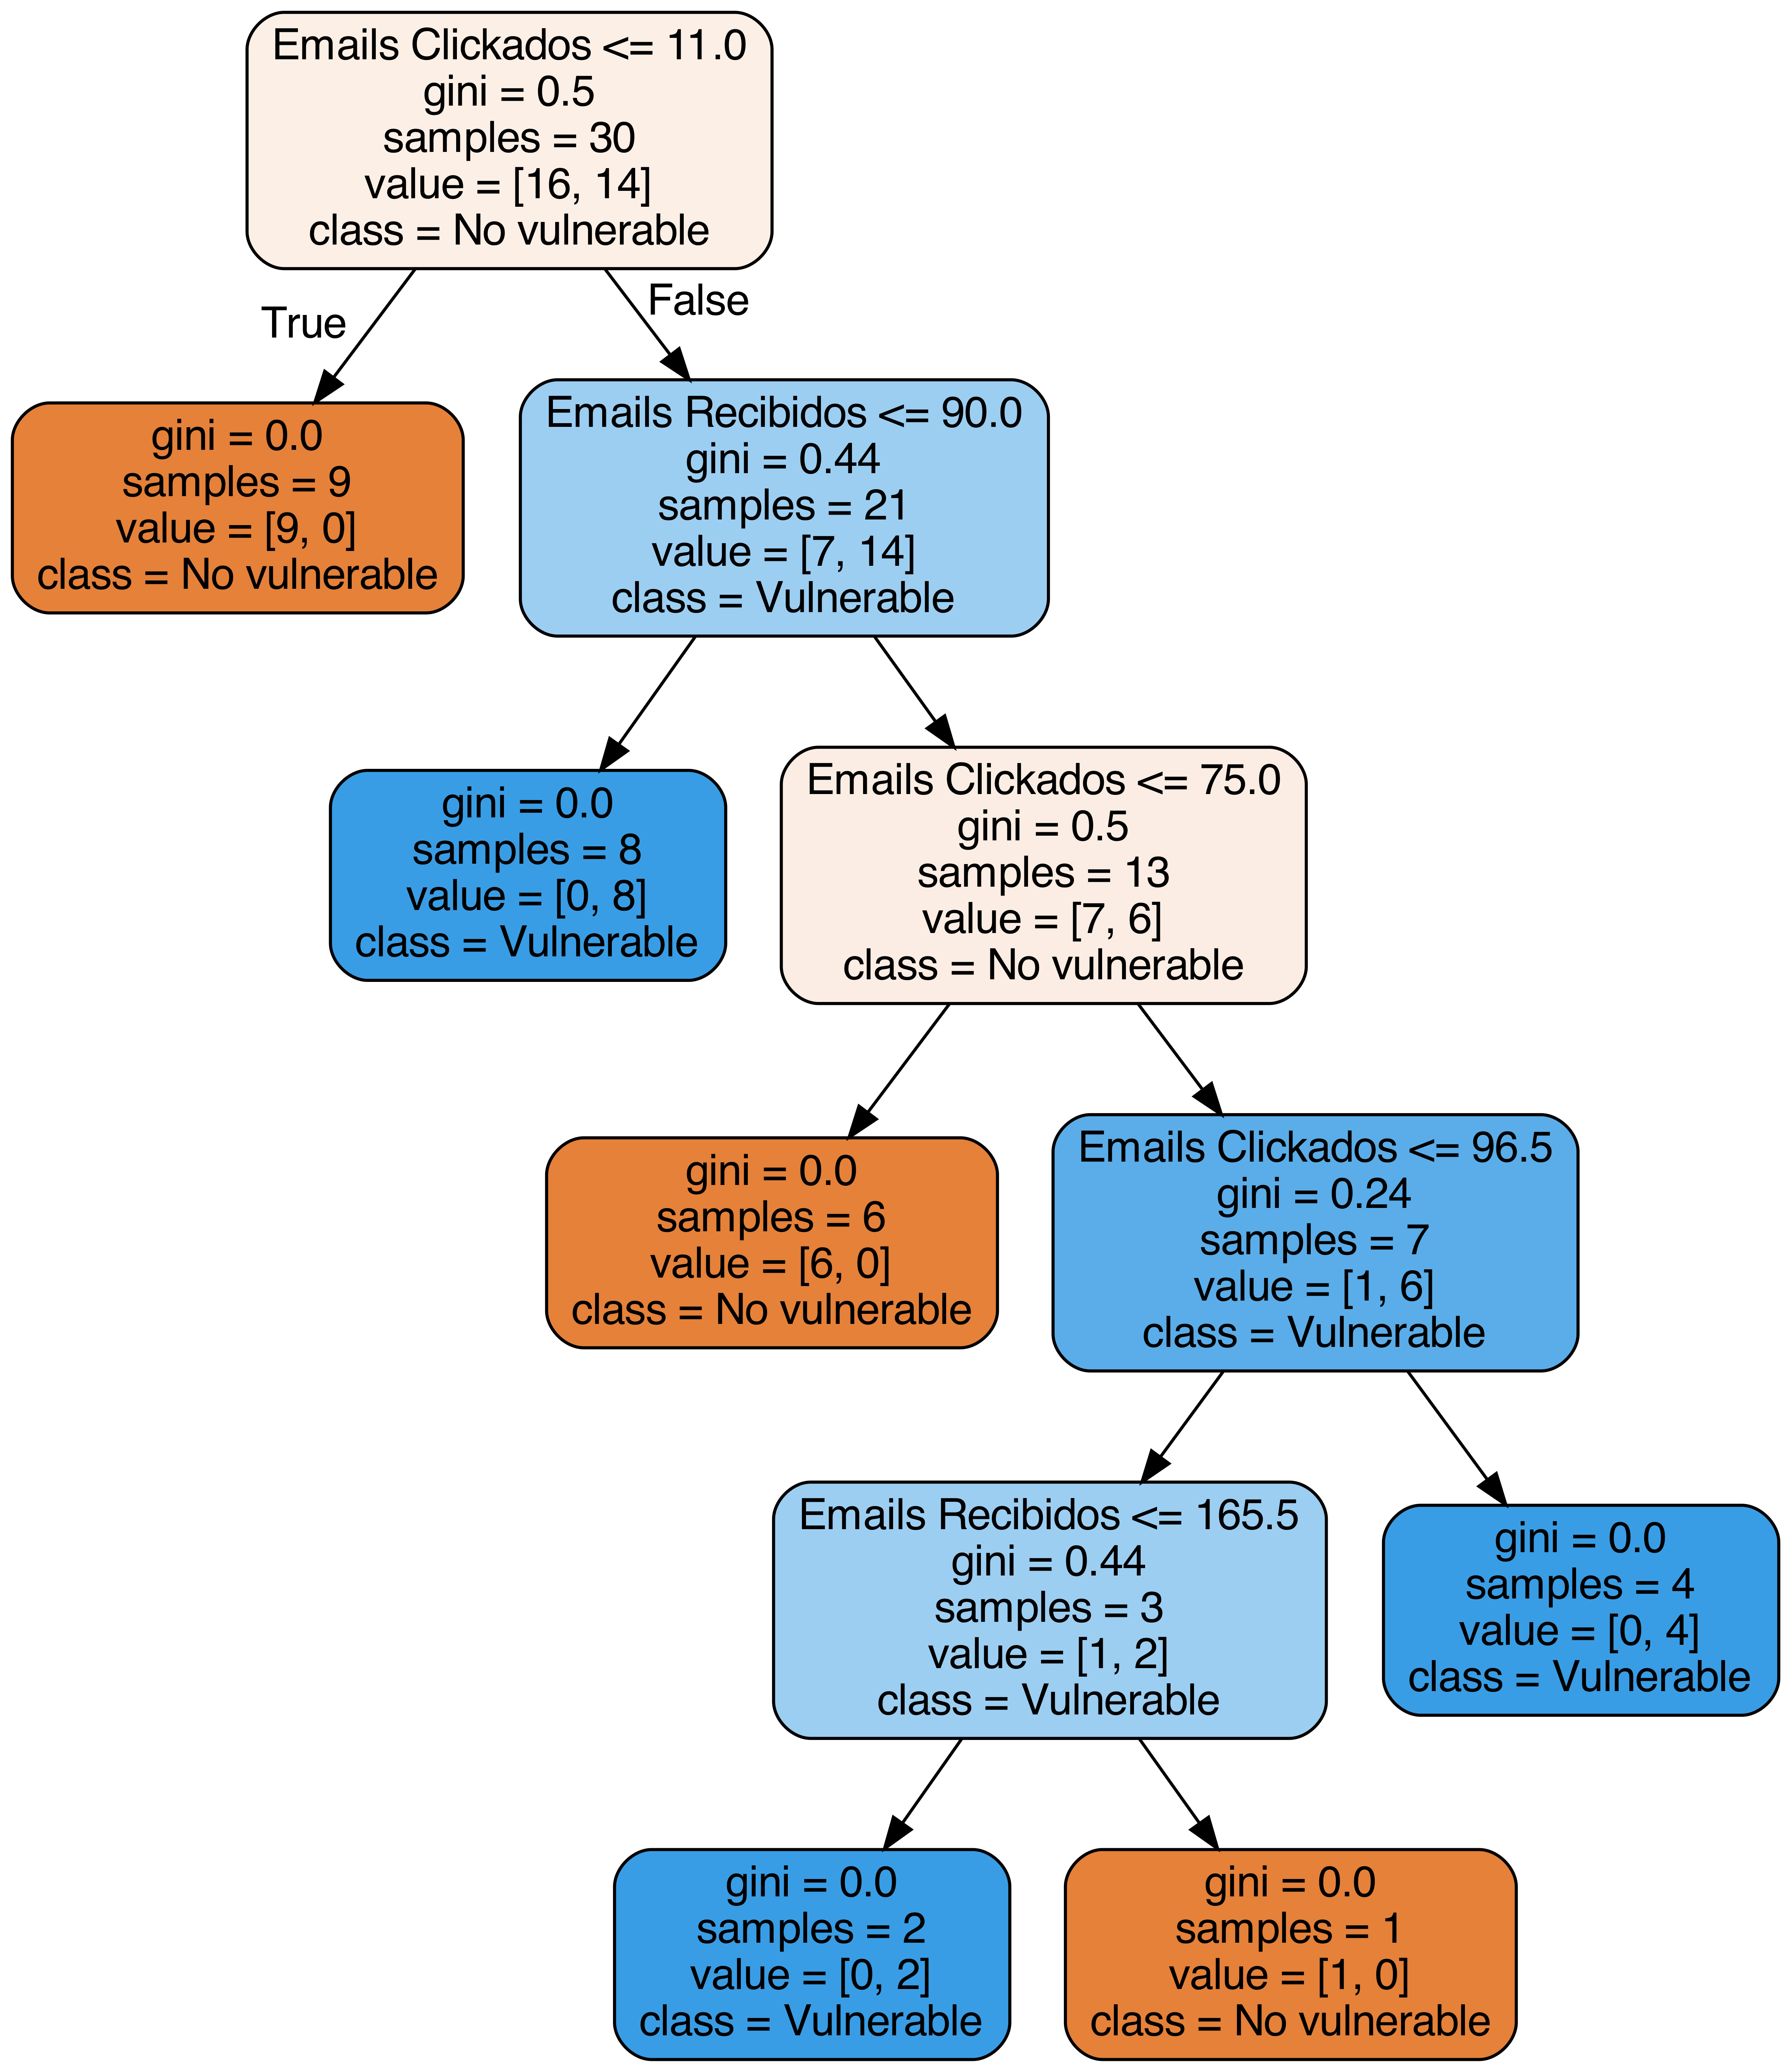 Emails Clickados <= 11.0
gini = 0.5
samples = 30
value = [16, 14]
class = No vulnerable
True
False
gini = 0.0
samples = 9
value = [9, 0]
class = No vulnerable
Emails Recibidos <= 90.0
gini = 0.44
samples = 21
value = [7, 14]
class = Vulnerable
gini = 0.0
samples = 8
value = [0, 8]
class = Vulnerable
Emails Clickados <= 75.0
gini = 0.5
samples = 13
value = [7, 6]
class = No vulnerable
gini = 0.0
samples = 6
value = [6, 0]
class = No vulnerable
Emails Clickados <= 96.5
gini = 0.24
samples = 7
value = [1, 6]
class = Vulnerable
Emails Recibidos <= 165.5
gini = 0.44
samples = 3
value = [1, 2]
class = Vulnerable
gini = 0.0
samples = 4
value = [0, 4]
class = Vulnerable
gini = 0.0
samples = 2
value = [0, 2]
class = Vulnerable
gini = 0.0
samples = 1
value = [1, 0]
class = No vulnerable